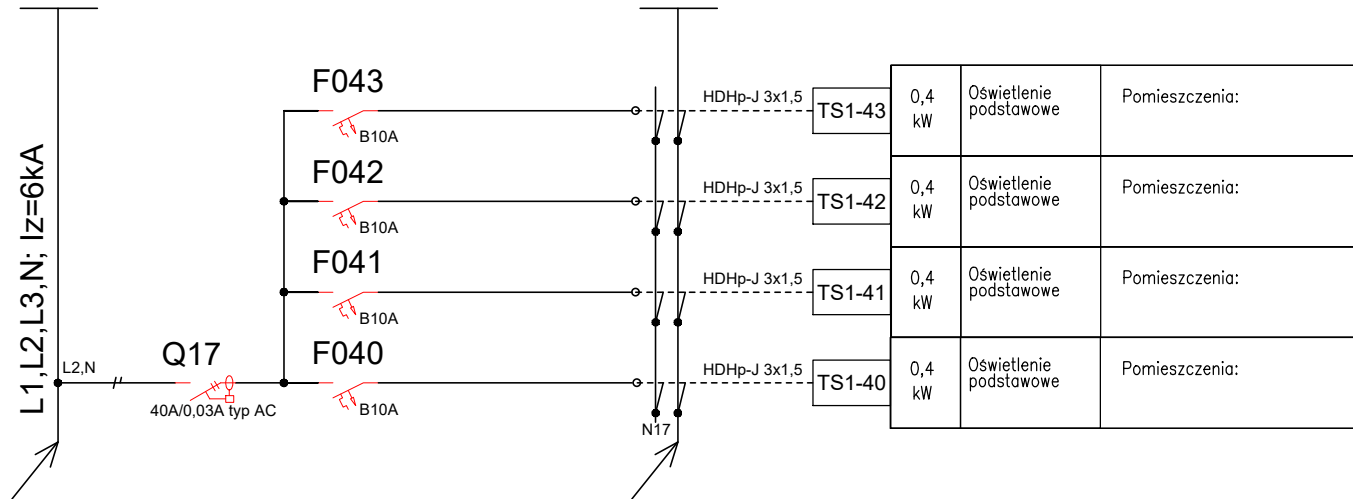 L1,L2,L3,N; Iz=6kA
F043
B10A
HDHp-J 3x1,5
TS1-43
0,4
kW
Oświetlenie
podstawowe
Pomieszczenia:
F042
B10A
HDHp-J 3x1,5
TS1-42
0,4
kW
Oświetlenie
podstawowe
Pomieszczenia:
F041
B10A
HDHp-J 3x1,5
TS1-41
0,4
kW
Oświetlenie
podstawowe
Pomieszczenia:
L2,N
Q17
40A/0,03A typ AC
F040
B10A
HDHp-J 3x1,5
TS1-40
0,4
kW
Oświetlenie
podstawowe
Pomieszczenia:
N17